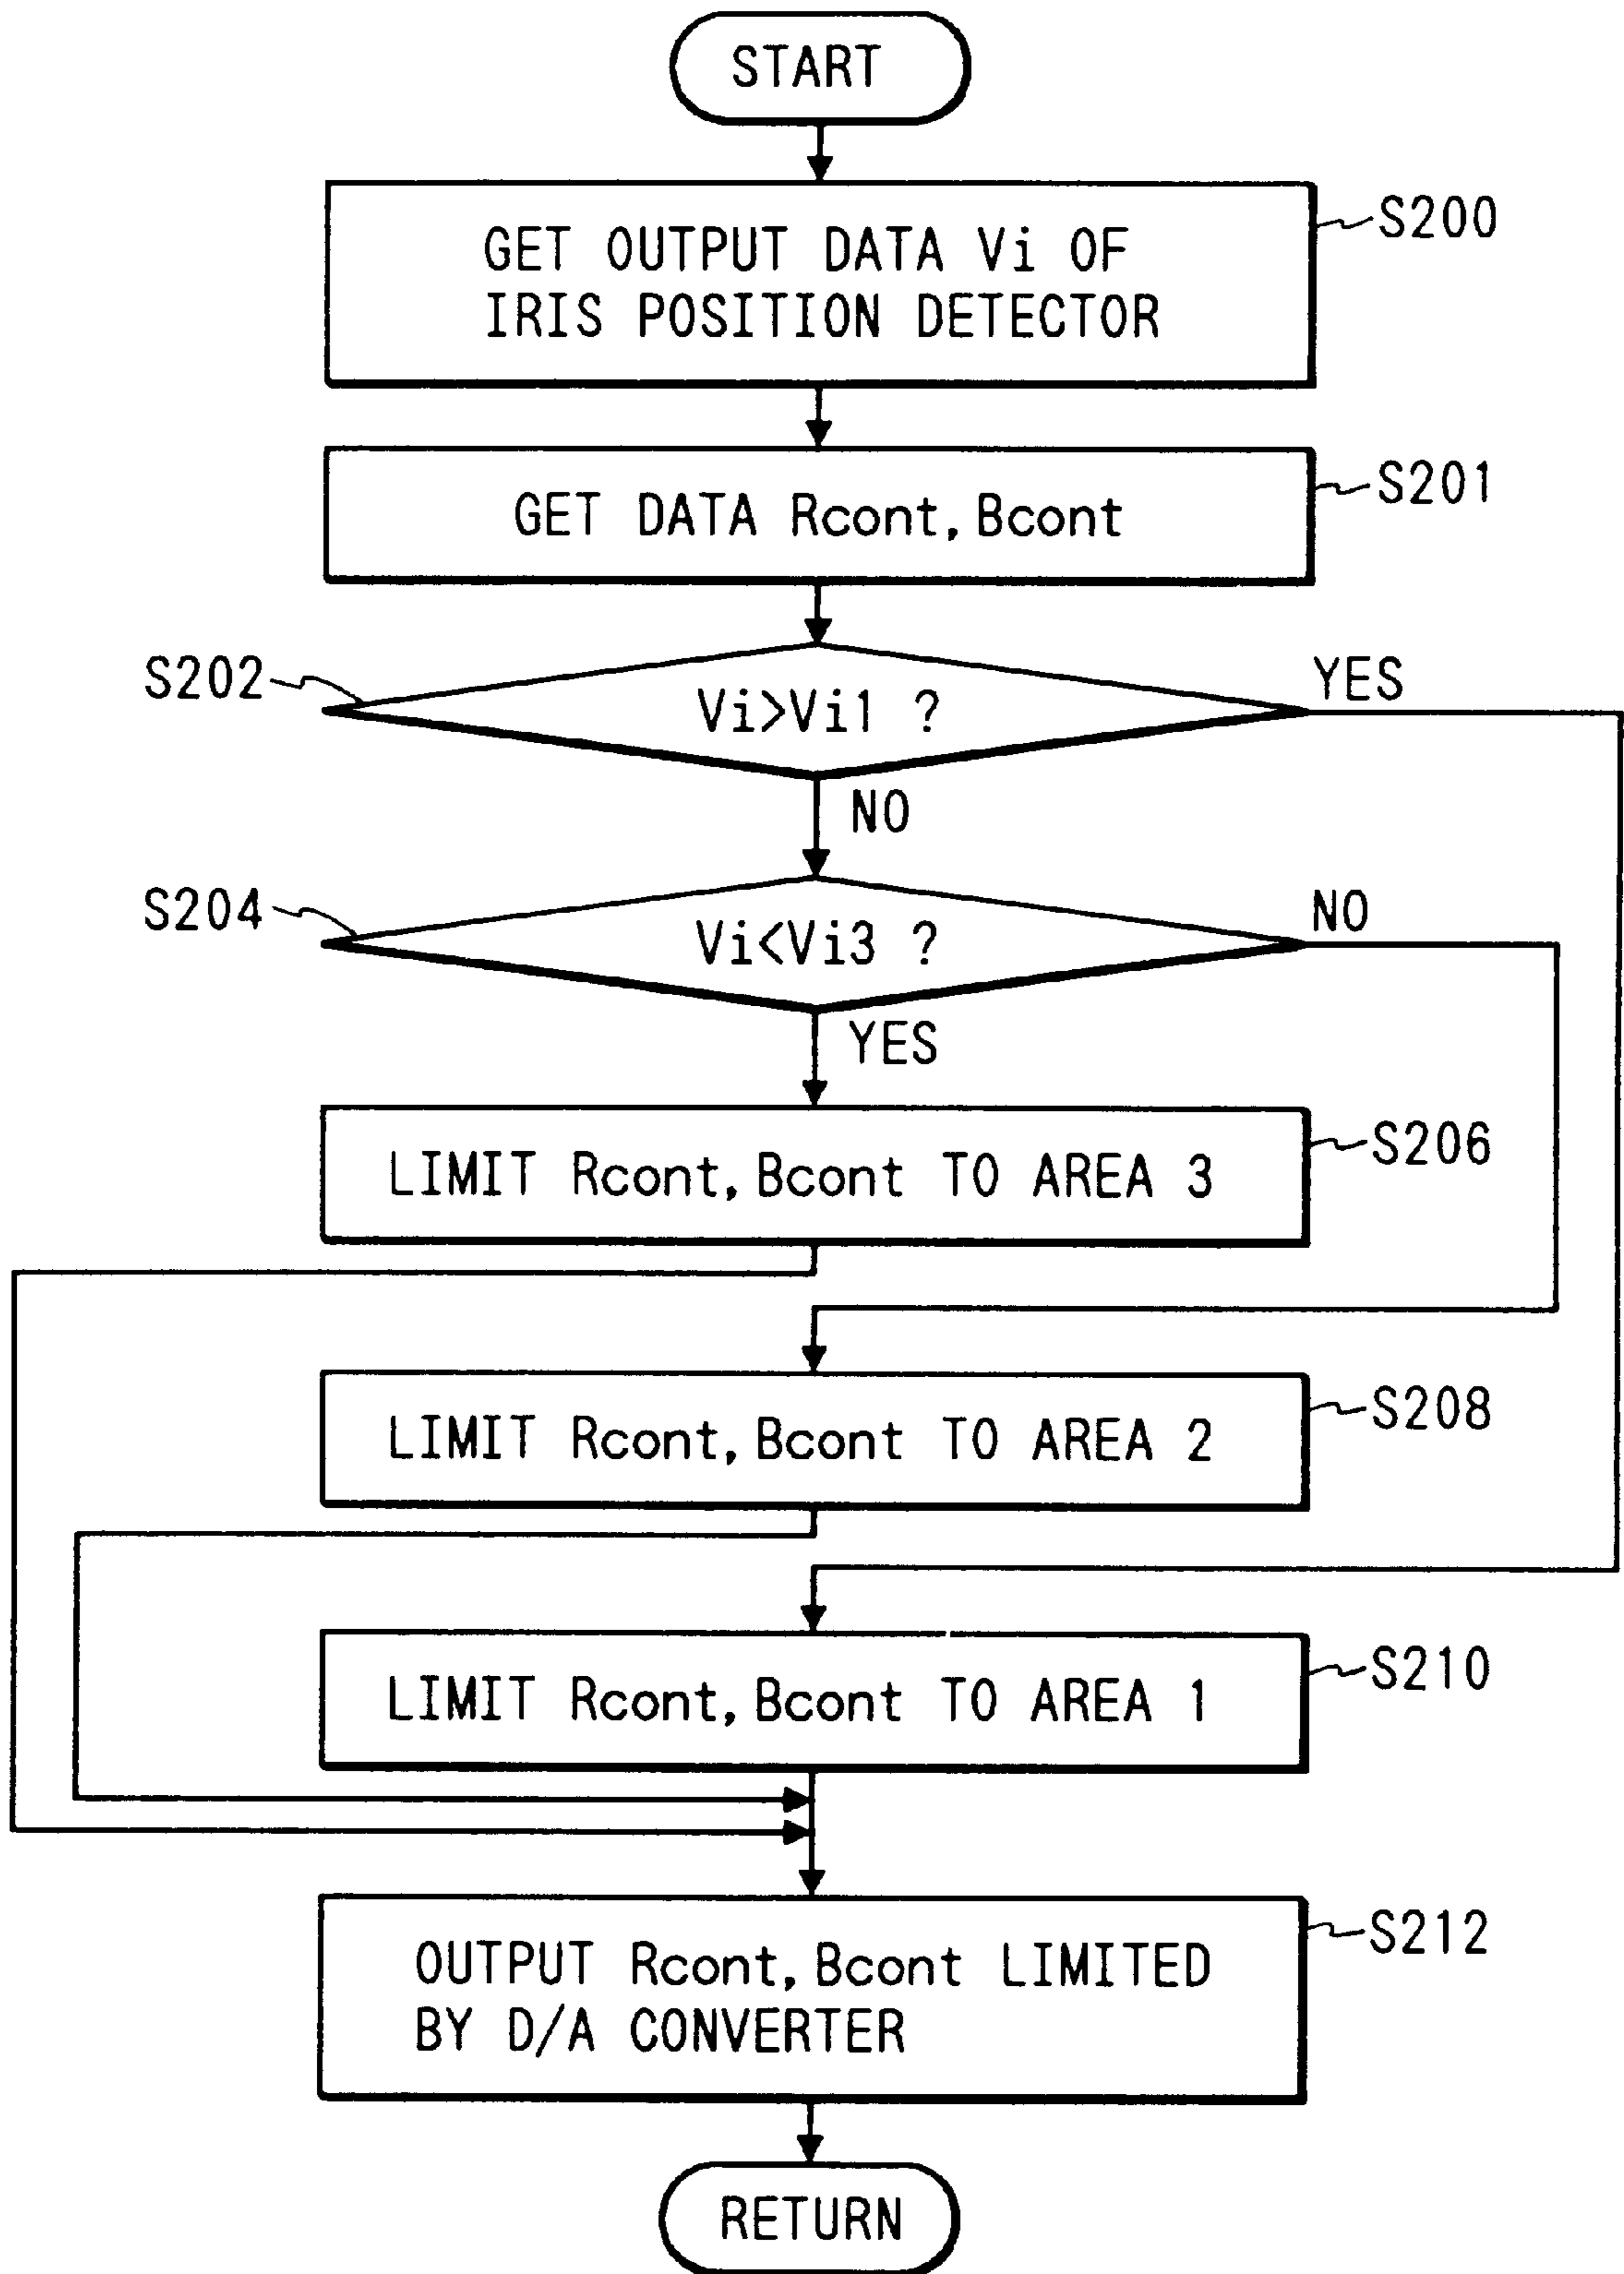 START
GET OUTPUT DATA Vi OF
IRIS POSITION DETECTOR
S200
GET DATA Rcont, Bcont
S201
S202
Vi>Vi1 ?
YES
NO
S204
Vi<Vi3 ?
NO
YES
LIMIT Rcont, Bcont TO AREA 3
S206
LIMIT Rcont, Bcont TO AREA 2
S208
LIMIT Rcont, Bcont TO AREA 1
S210
OUTPUT Rcont, Bcont LIMITED
BY D/A CONVERTER
S212
RETURN